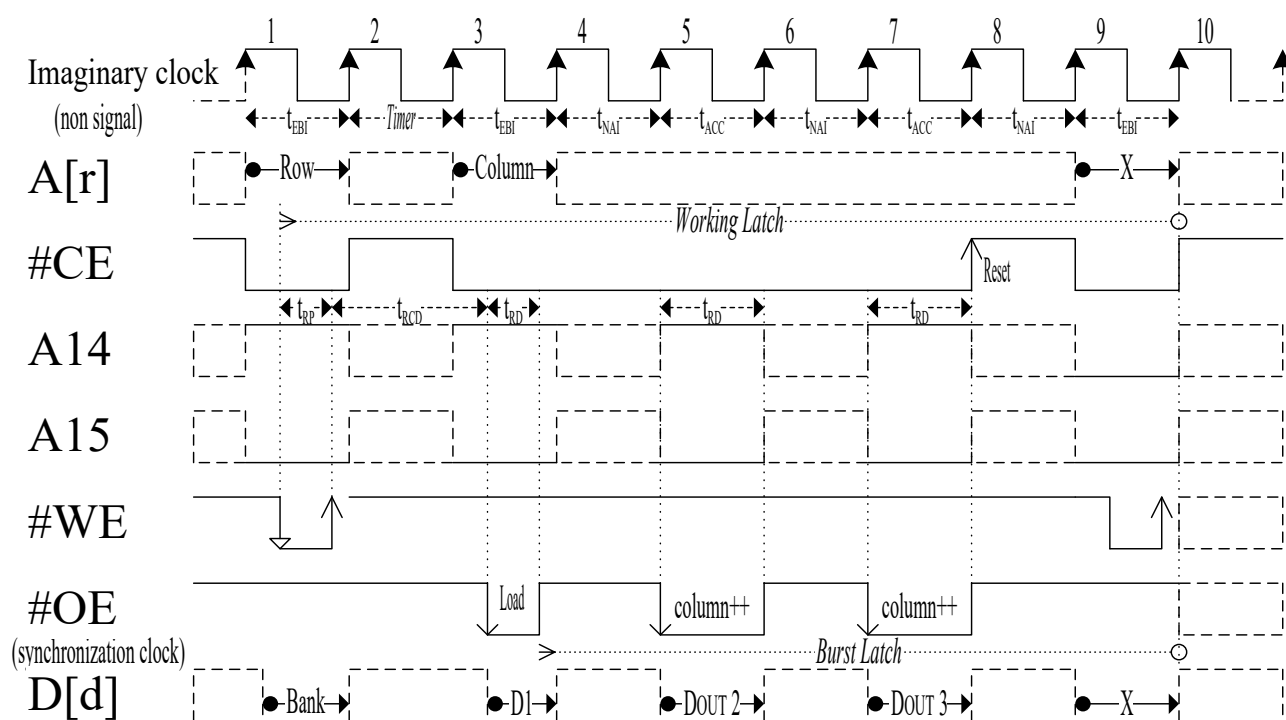 1 2 3 4 5 6 7 8 9 10
Imaginary clock
(non signal)
tEBI Timer tEBI tNAI tACC tNAI tACC tNAI tEBI
A[r]
Row Column X
Working Latch
#CE
Reset
tRP tRCD tRD tRD tRD
A14
A15
#WE
#OE
Load column++ column++
(synchronization clock)
Burst Latch
D[d]
Bank D1 DOUT 2 DOUT 3 X